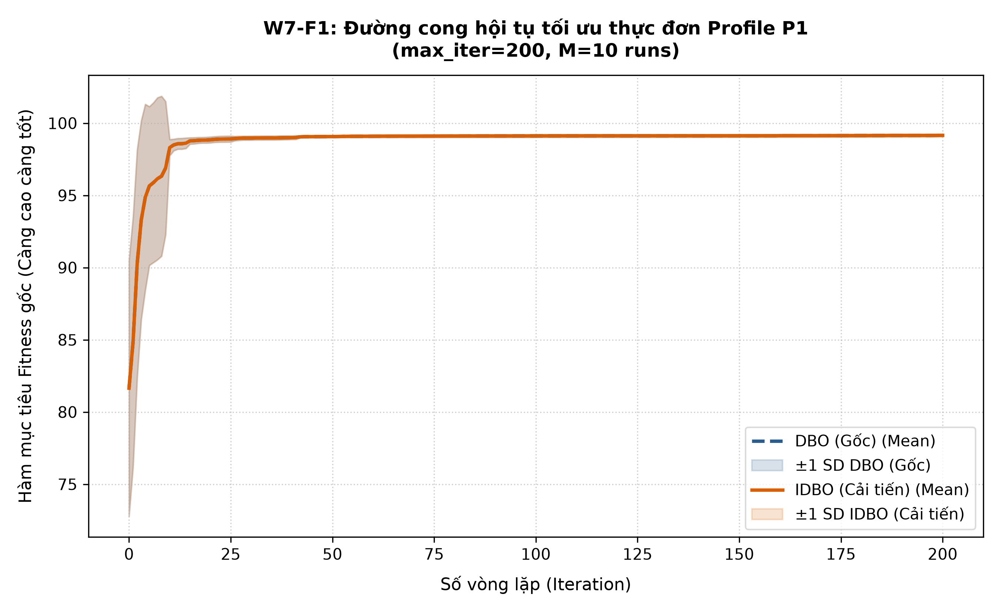 W7-F1: Đường cong hội tụ tối ưu thực đơn Profile P1
(max_iter=200, M=10 runs)
Hàm mục tiêu Fitness gốc (Càng cao càng tốt)
100
95
90
85
80
75
DBO (Gốc) (Mean)
±1 SD DBO (Gốc)
IDBO (Cải tiến) (Mean)
±1 SD IDBO (Cải tiến)
0 25 50 75 100 125 150 175 200
Số vòng lặp (Iteration)